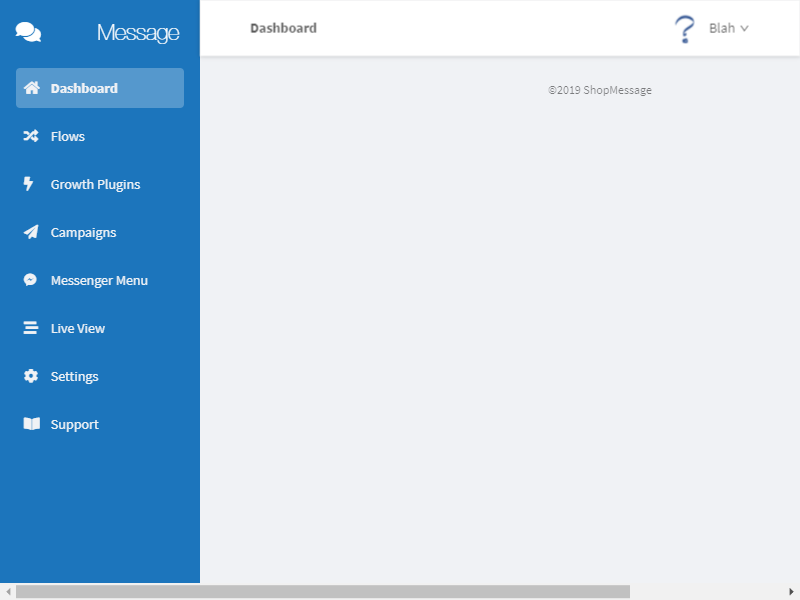 Message
Dashboard
Blah
Dashboard
Flows
Growth Plugins
Campaigns
Messenger Menu
Live View
Settings
Support
©2019 ShopMessage